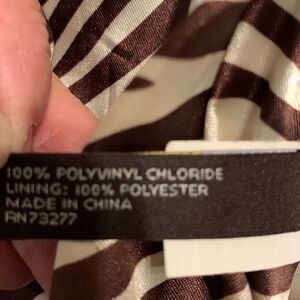 100% POLYVINYL CHLORIDE
LINING: 100% POLYESTER
MADE IN CHINA
RN73277